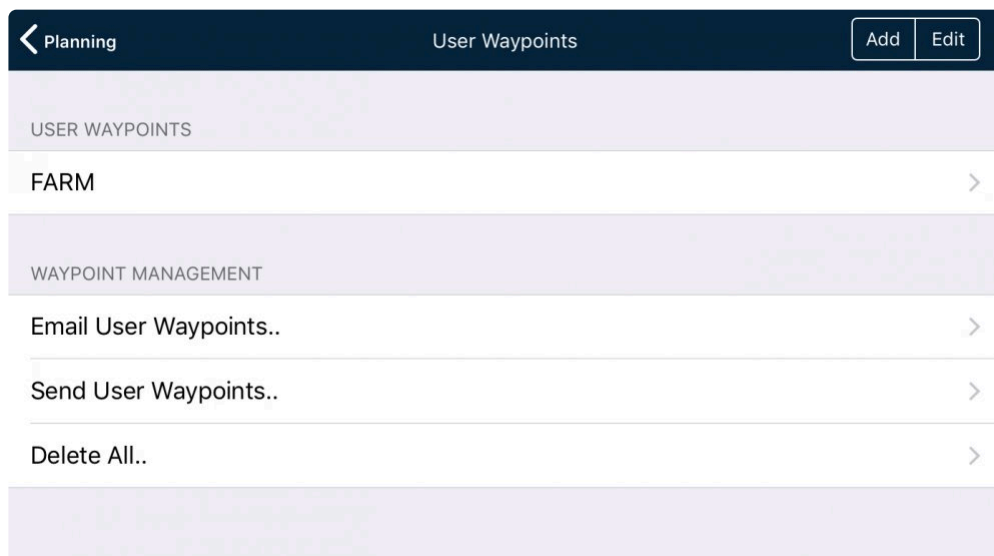 Planning
User Waypoints
Add
Edit
USER WAYPOINTS
FARM
WAYPOINT MANAGEMENT
Email User Waypoints..
Send User Waypoints..
Delete All..